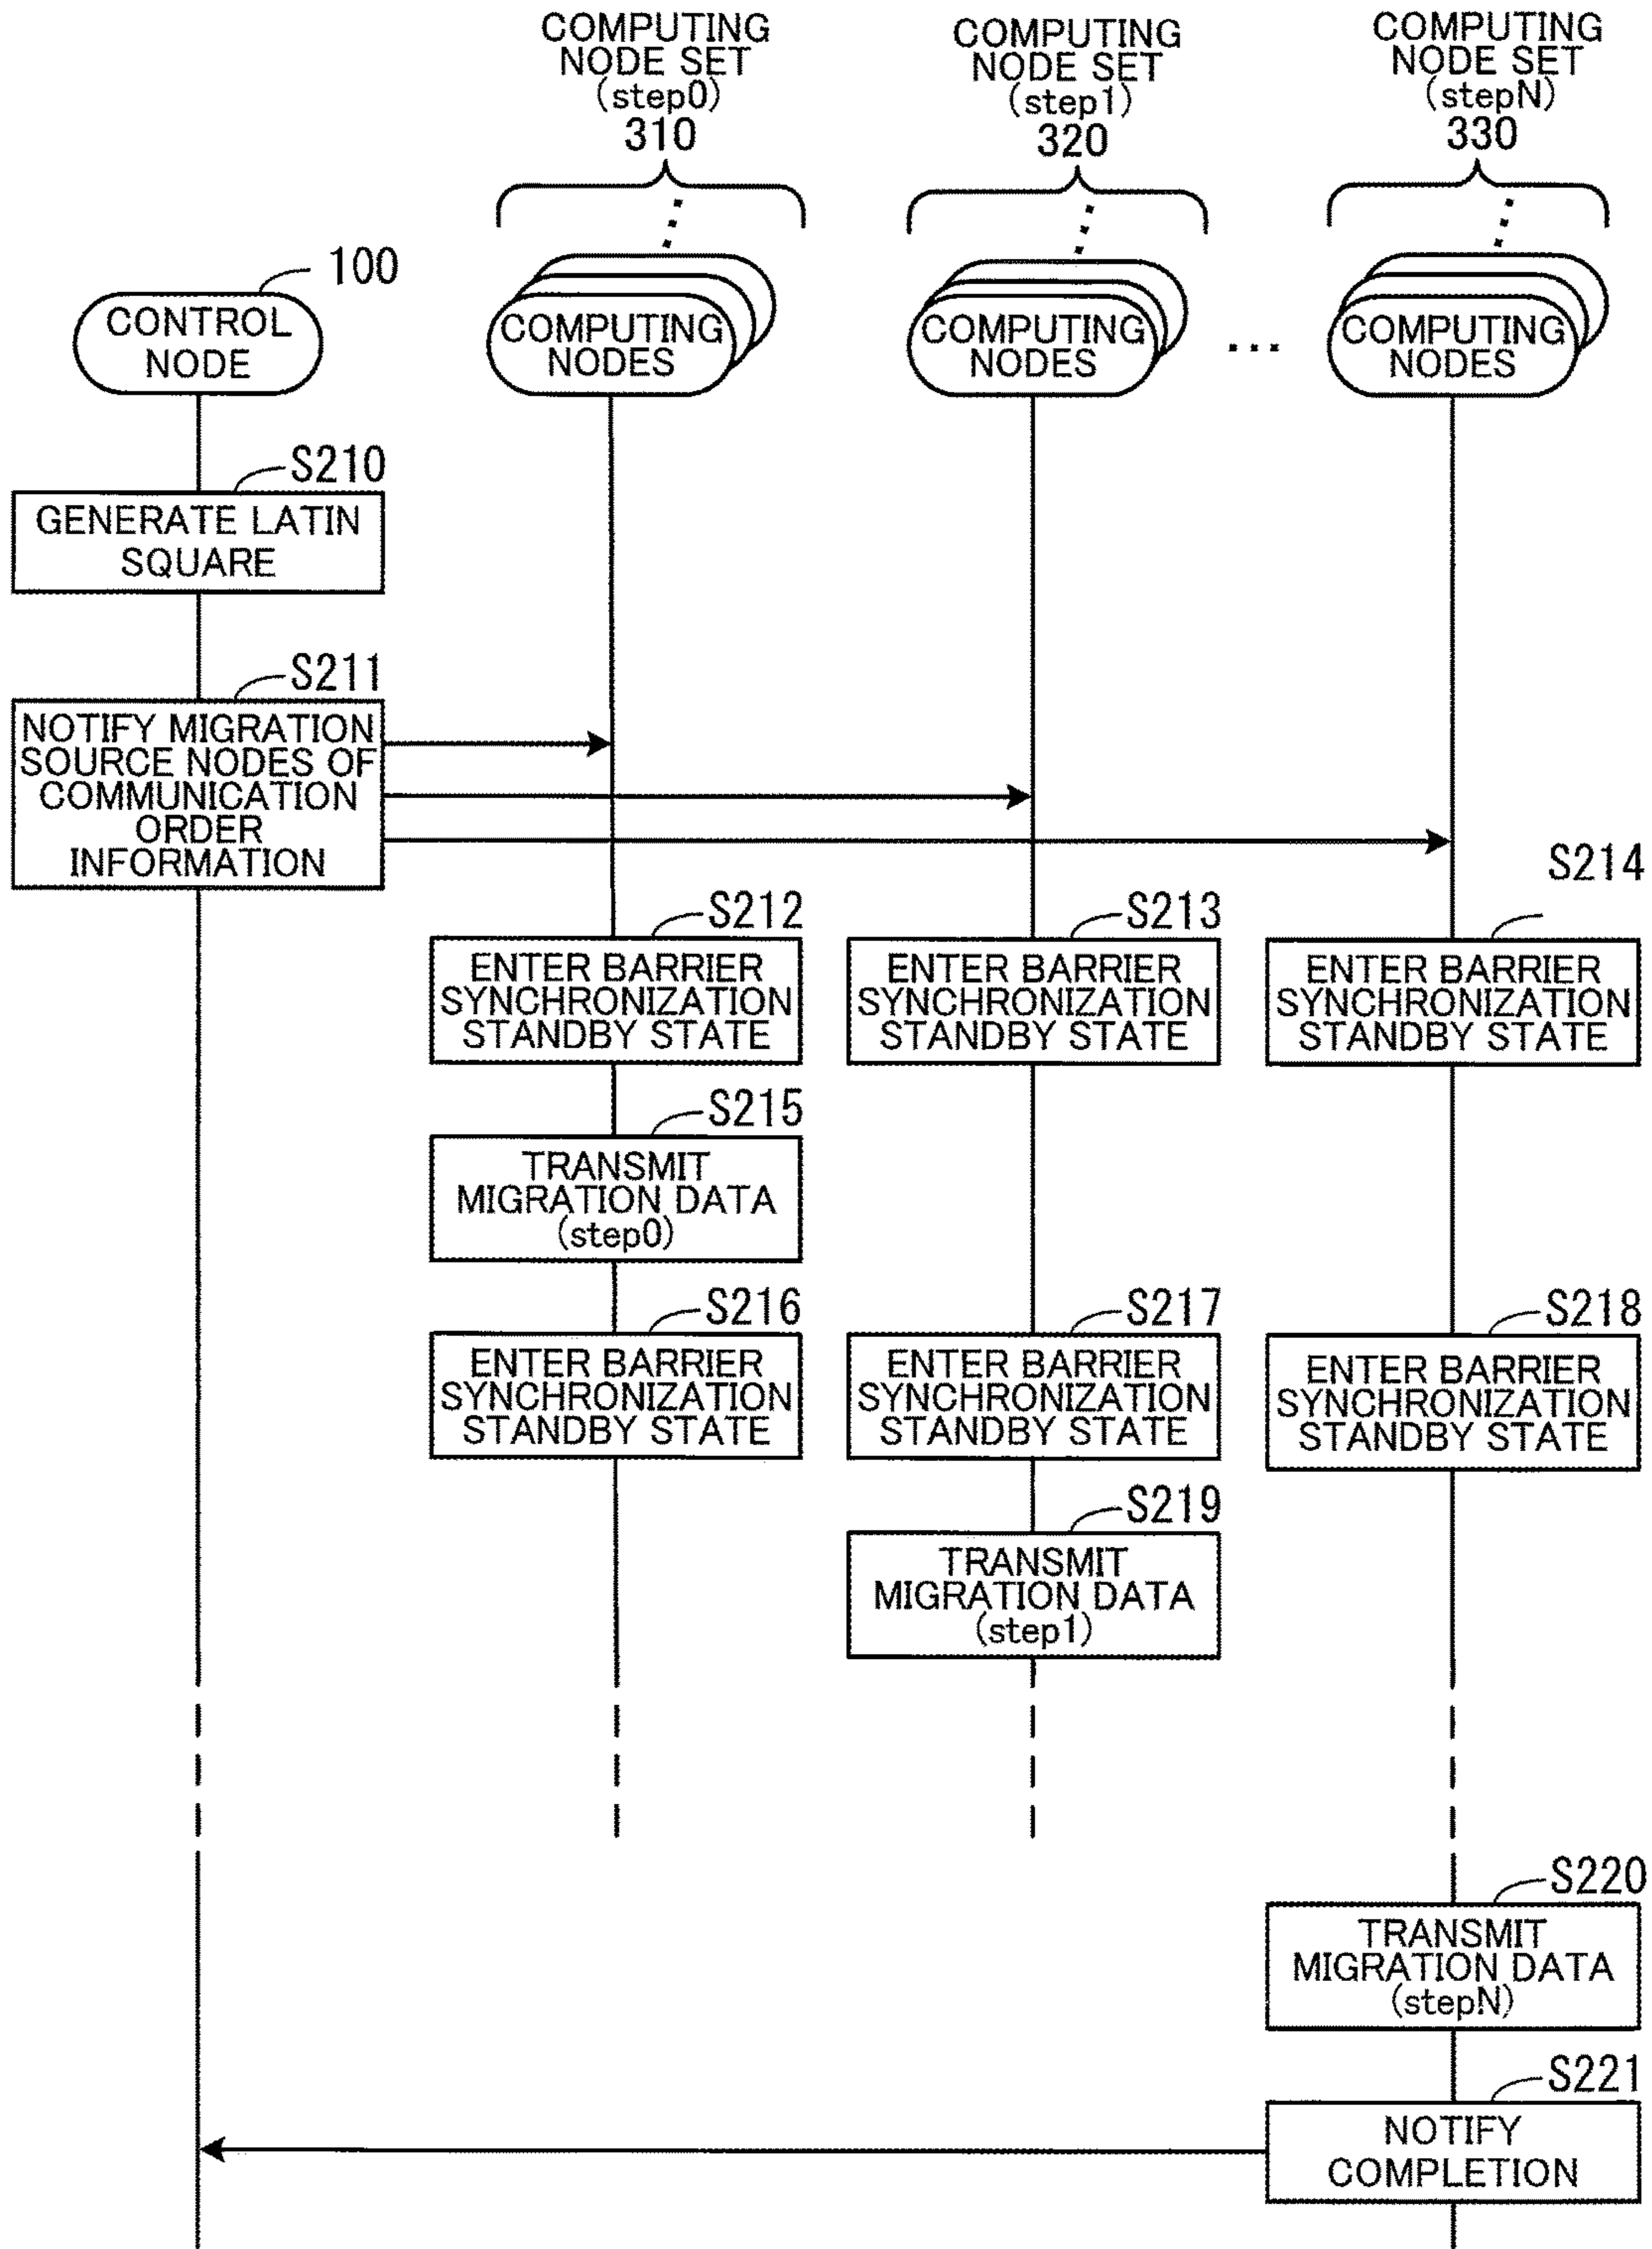 COMPUTING
NODE SET
(step0)
310
COMPUTING
NODE SET
(step1)
320
COMPUTING
NODE SET
(stepN)
330
100
CONTROL
NODE
COMPUTING
NODES
COMPUTING
NODES
...
COMPUTING
NODES
S210
GENERATE LATIN
SQUARE
S211
NOTIFY MIGRATION
SOURCE NODES OF
COMMUNICATION
ORDER
INFORMATION
S212
ENTER BARRIER
SYNCHRONIZATION
STANDBY STATE
S213
ENTER BARRIER
SYNCHRONIZATION
STANDBY STATE
S214
ENTER BARRIER
SYNCHRONIZATION
STANDBY STATE
S215
TRANSMIT
MIGRATION DATA
(step0)
S216
ENTER BARRIER
SYNCHRONIZATION
STANDBY STATE
S217
ENTER BARRIER
SYNCHRONIZATION
STANDBY STATE
S218
ENTER BARRIER
SYNCHRONIZATION
STANDBY STATE
S219
TRANSMIT
MIGRATION DATA
(step1)
S220
TRANSMIT
MIGRATION DATA
(stepN)
S221
NOTIFY
COMPLETION